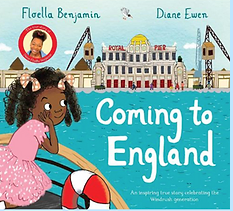 Floella Benjamin
Diane Ewen
ROYAL PIER
Coming to
England
An inspiring true story celebrating the
Windrush generation